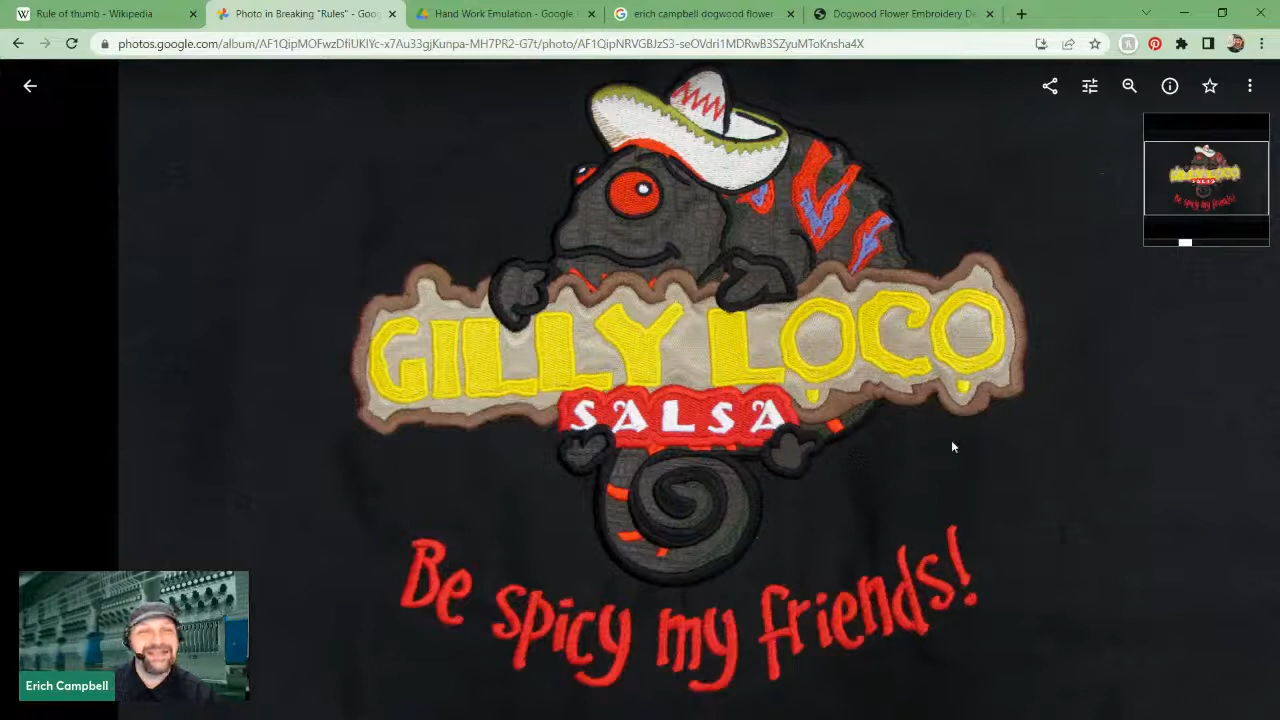 Rule of thumb - Wikipedia
Photo in Breaking "Rules" - Goog
Hand Work Emulation - Google
erich campbell dogwood flower
Dogwood Flower Embroidery De
photos.google.com/album/AF1QipMOFwzDfiUKIYc-x7Au33gjKunpa-MH7PR2-G7t/photo/AF1QipNRVGBJzS3-seOVdri1MDRwB3SZyuMToKnsha4X
GILLY LOCO
SALSA
Be spicy my friends!
Erich Campbell